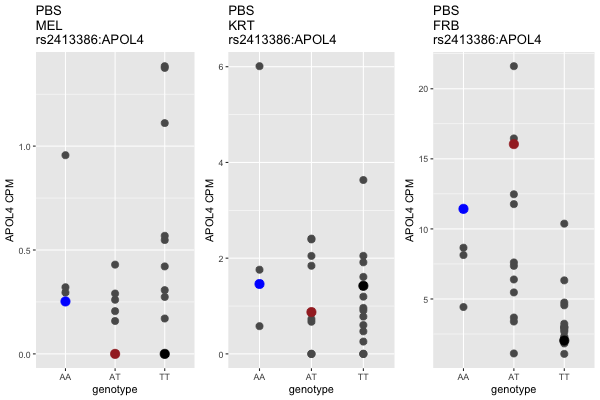 PBS
MEL
rs2413386:APOL4
APOL4 CPM
1.0
0.5
0.0
AA
AT
TT
genotype
PBS
KRT
rs2413386:APOL4
APOL4 CPM
6
4
2
0
AA
AT
TT
genotype
PBS
FRB
rs2413386:APOL4
APOL4 CPM
20
15
10
5
AA
AT
TT
genotype